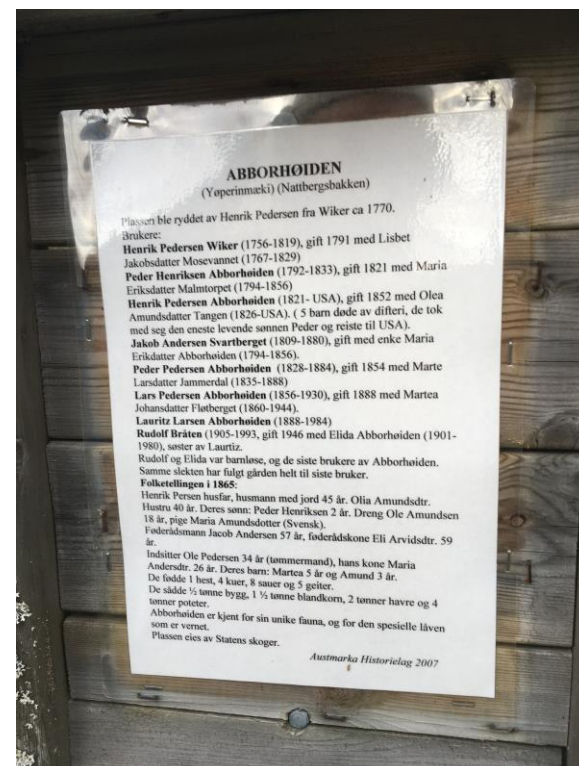 ABBORHØIDEN
(Yøperinmæki) (Nattbergsbakken)
Plassen ble ryddet av Henrik Pedersen fra Wiker ca 1770.
Brukere:
Henrik Pedersen Wiker (1756-1819), gift 1791 med Lisbet
Jakobsdatter Mosevannet (1767-1829)
Peder Henriksen Abborhøiden (1792-1833), gift 1821 med Maria
Eriksdatter Malmtorpet (1794-1856)
Henrik Pedersen Abborhøiden (1821- USA), gift 1852 med Olea
Amundsdatter Tangen (1826-USA). ( 5 barn døde av difteri, de tok
med seg den eneste levende sønnen Peder og reiste til USA).
Jakob Andersen Svartberget (1809-1880), gift med enke Maria
Erikdatter Abborhøiden (1794-1856).
Peder Pedersen Abborhøiden (1828-1884), gift 1854 med Marte
Larsdatter Jammerdal (1835-1888)
Lars Pedersen Abborhøiden (1856-1930), gift 1888 med Martea
Johansdatter Fløtberget (1860-1944).
Lauritz Larsen Abborhøiden (1888-1984)
Rudolf Bråten (1905-1993, gift 1946 med Elida Abborhøiden (1901-
1980), søster av Laurtiz.
Rudolf og Elida var barnløse, og de siste brukere av Abborhøiden.
Samme slekten har fulgt gården helt til siste bruker.
Folketellingen i 1865:
Henrik Persen husfar, husmann med jord 45 år. Olia Amundsdtr.
Hustru 40 år. Deres sønn: Peder Henriksen 2 år. Dreng Ole Amundsen
18 år, pige Maria Amundsdotter (Svensk).
Føderådsmann Jacob Andersen 57 år, føderådskone Eli Arvidsdtr. 59
år.
Indsitter Ole Pedersen 34 år (tømmermand), hans kone Maria
Andersdtr. 26 år. Deres barn: Martea 5 år og Amund 3 år.
De fødde 1 hest, 4 kuer, 8 sauer og 5 geiter.
De sådde ½ tønne bygg, 1 ½ tønne blandkorn, 2 tønner havre og 4
tønner poteter.
Abborhøiden er kjent for sin unike fauna, og for den spesielle låven
som er vernet.
Plassen eies av Statens skoger.
Austmarka Historielag 2007